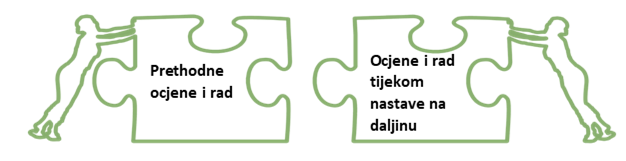 Prethodne
ocjene i rad
Ocjene i rad
tijekom
nastave na
daljinu